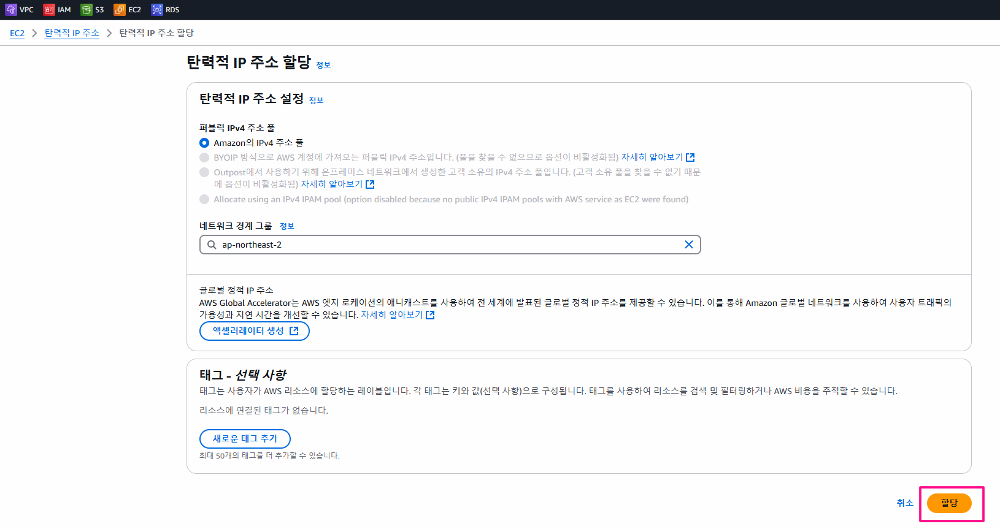 VPC IAM S3 EC2 RDS
EC2 > 탄력적 IP 주소 > 탄력적 IP 주소 할당
탄력적 IP 주소 할당 정보
탄력적 IP 주소 설정 정보
퍼블릭 IPv4 주소 풀
Amazon의 IPv4 주소 풀
BYOIP 방식으로 AWS 계정에 가져오는 퍼블릭 IPv4 주소입니다. (풀을 찾을 수 없으므로 옵션이 비활성화됨) 자세히 알아보기
Outpost에서 사용하기 위해 온프레미스 네트워크에서 생성한 고객 소유의 IPv4 주소 풀입니다. (고객 소유 풀을 찾을 수 없기 때문
에 옵션이 비활성화됨) 자세히 알아보기
Allocate using an IPv4 IPAM pool (option disabled because no public IPv4 IPAM pools with AWS service as EC2 were found)
네트워크 경계 그룹 정보
ap-northeast-2
글로벌 정적 IP 주소
AWS Global Accelerator는 AWS 엣지 로케이션의 애니캐스트를 사용하여 전 세계에 발표된 글로벌 정적 IP 주소를 제공할 수 있습니다. 이를 통해 Amazon 글로벌 네트워크를 사용하여 사용자 트래픽의
가용성과 지연 시간을 개선할 수 있습니다. 자세히 알아보기
액셀러레이터 생성
태그 - 선택 사항
태그는 사용자가 AWS 리소스에 할당하는 레이블입니다. 각 태그는 키와 값(선택 사항)으로 구성됩니다. 태그를 사용하여 리소스를 검색 및 필터링하거나 AWS 비용을 추적할 수 있습니다.
리소스에 연결된 태그가 없습니다.
새로운 태그 추가
최대 50개의 태그를 더 추가할 수 있습니다.
취소 할당